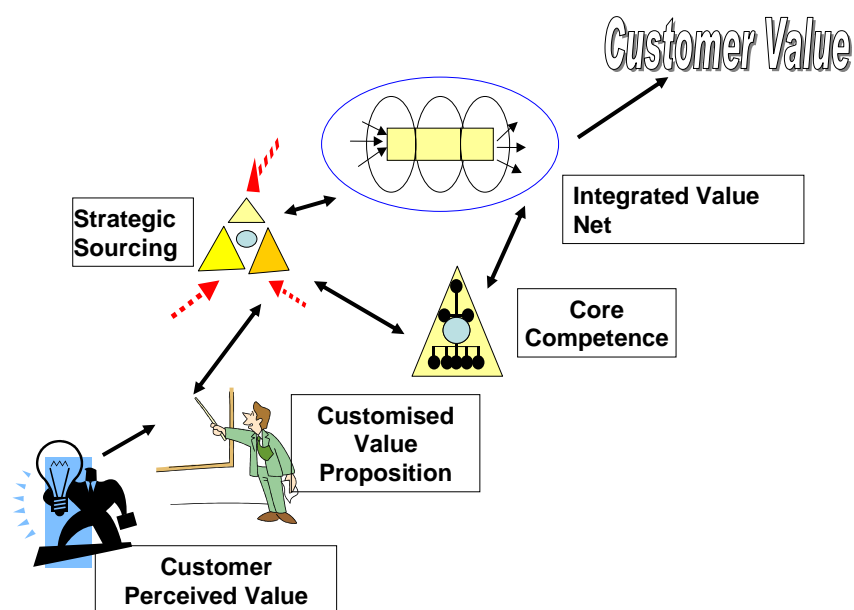 Customer Value
Strategic
Sourcing
Integrated Value
Net
Core
Competence
Customised
Value
Proposition
Customer
Perceived Value